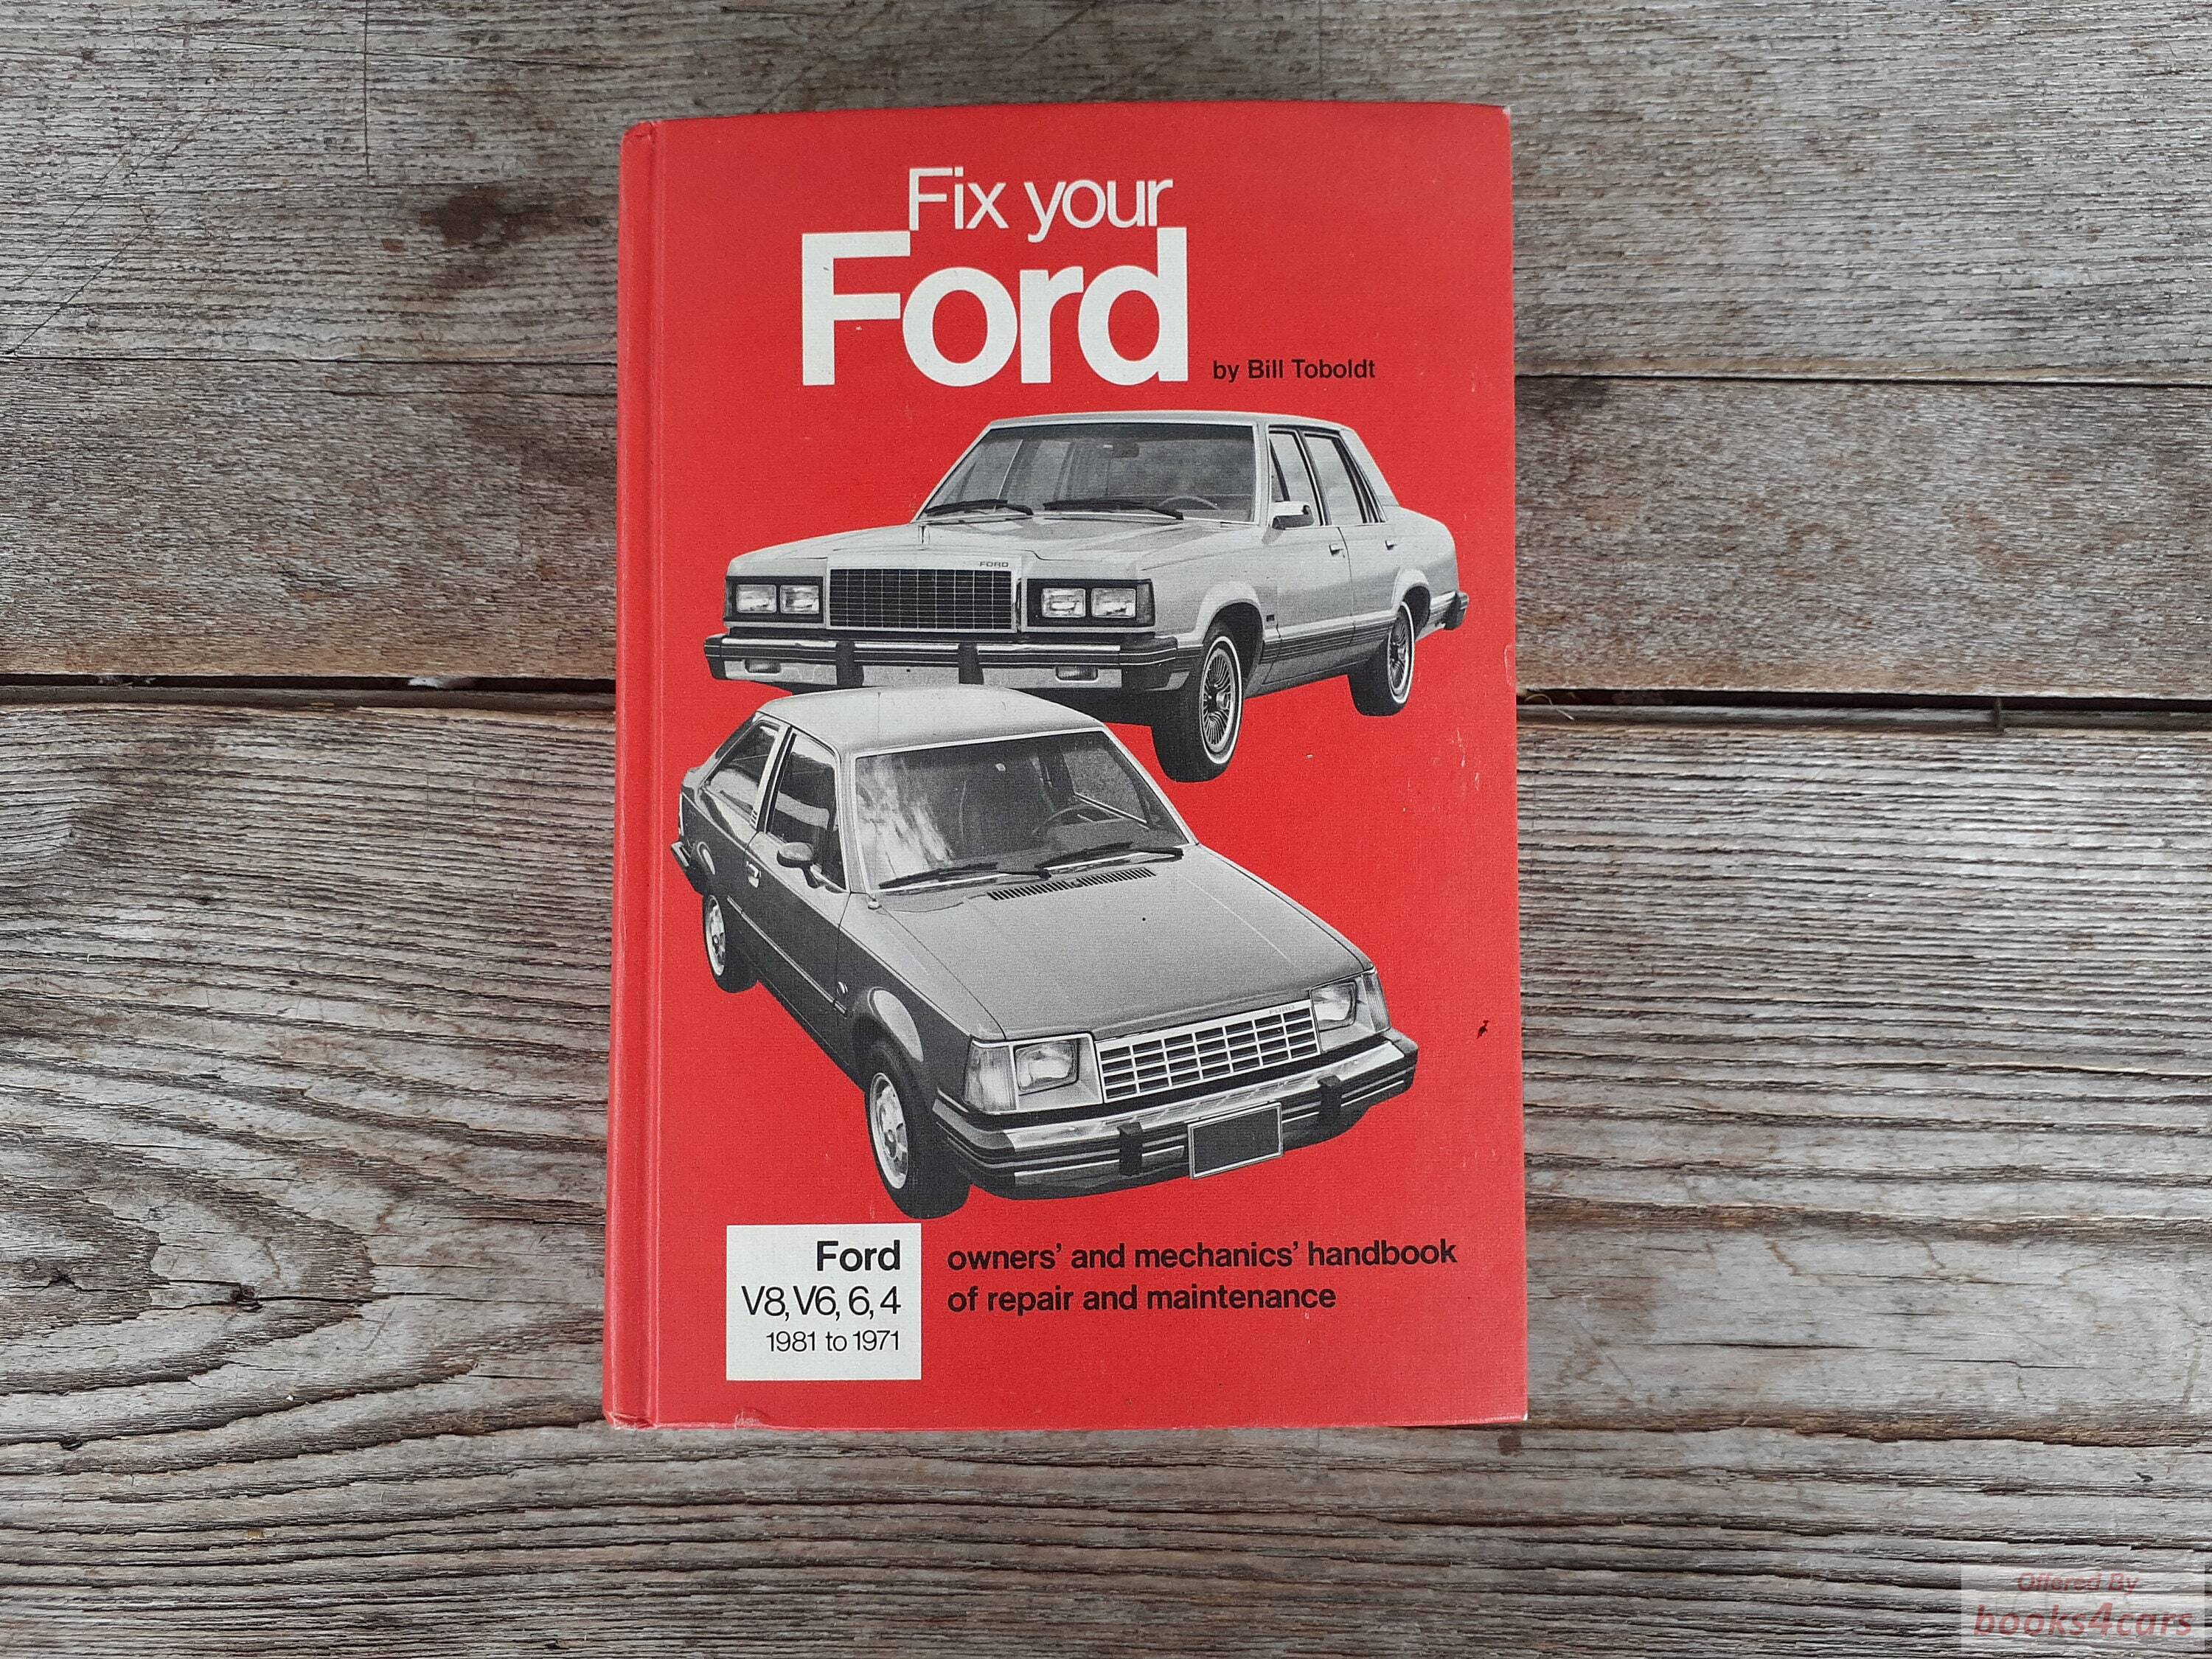 Fix your
Ford
by Bill Toboldt
FORD
FORD
Ford
V8, V6, 6, 4
1981 to 1971
owners' and mechanics' handbook
of repair and maintenance
Offered By
books4cars